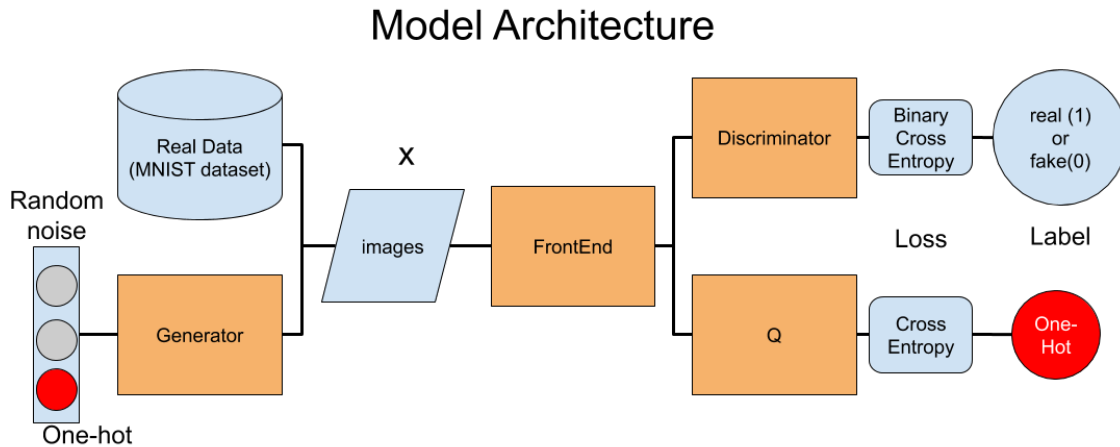 Model Architecture
Real Data
(MNIST dataset)
x
Random
noise
images
FrontEnd
Generator
One-hot
Discriminator
Binary
Cross
Entropy
real (1)
or
fake(0)
Loss
Label
Q
Cross
Entropy
One-
Hot